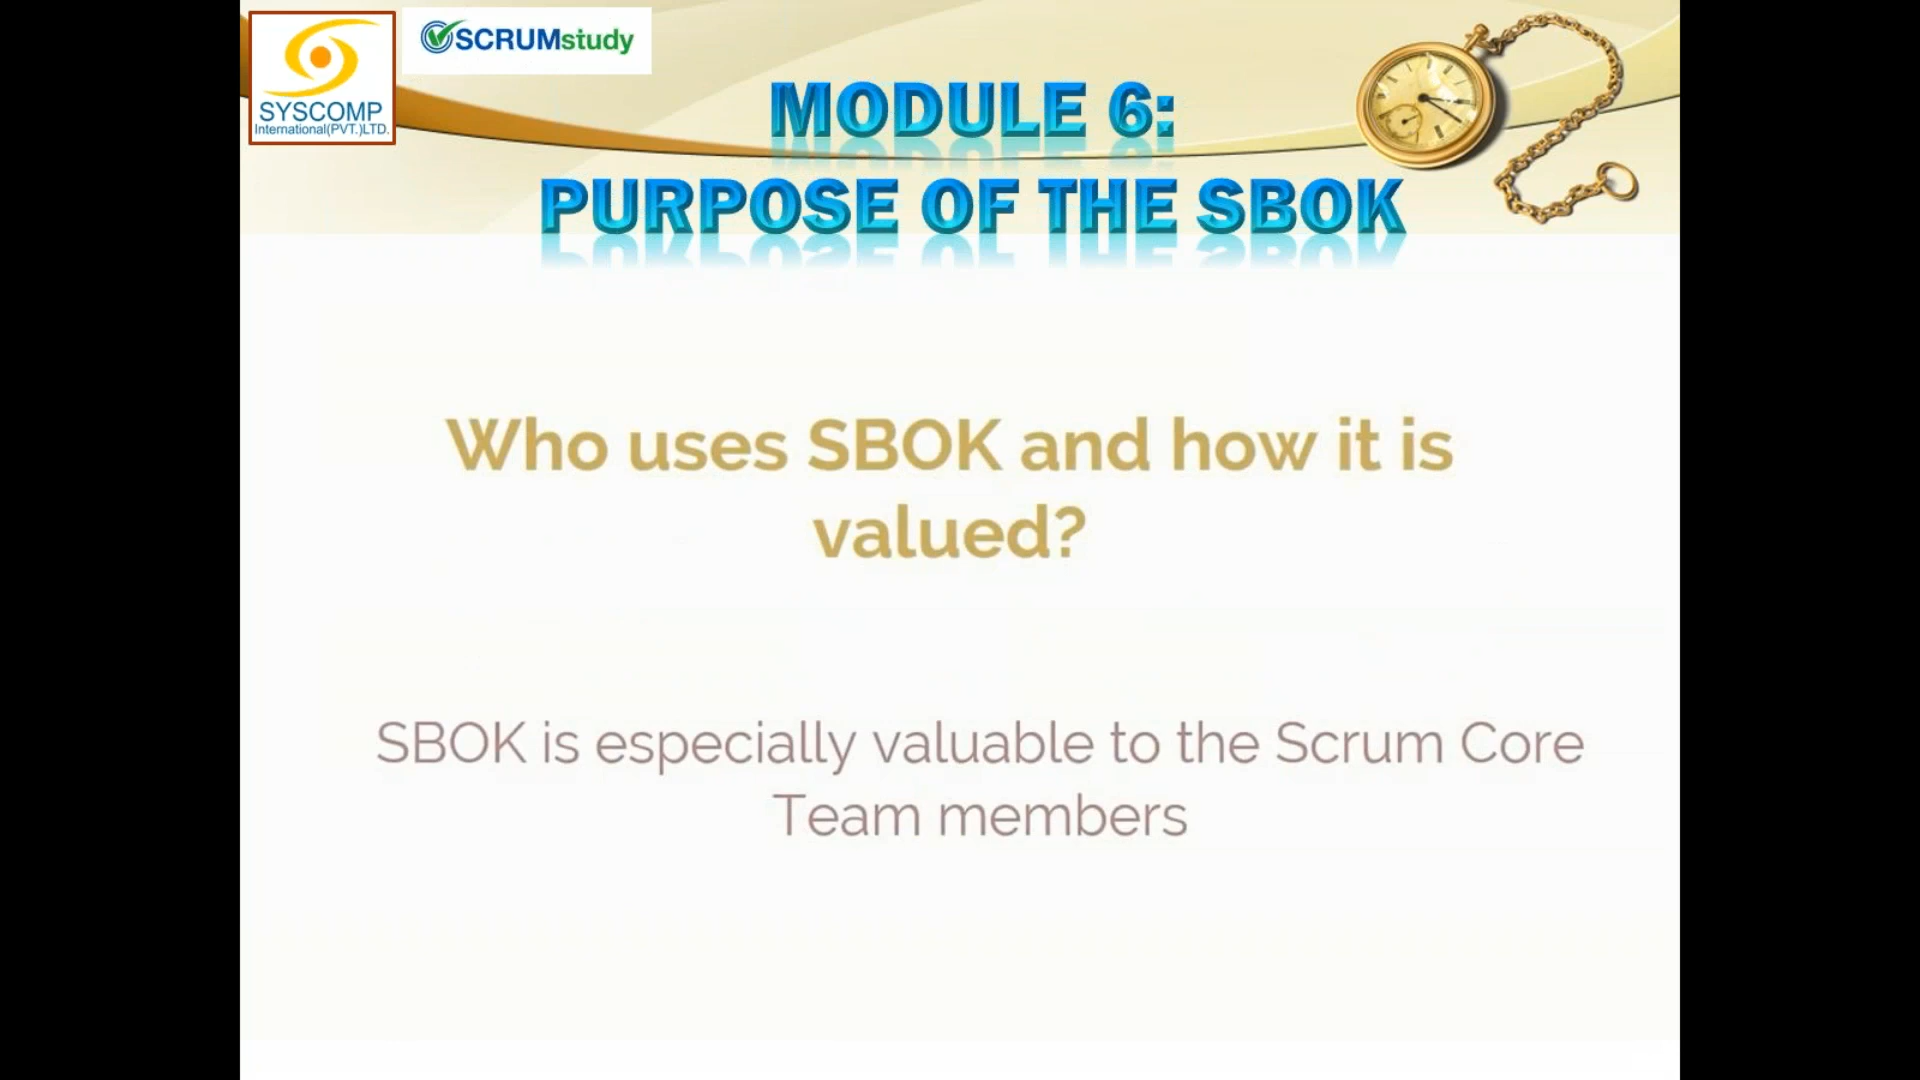 SYSCOMP
International(PVT.)LTD.
SCRUMstudy
MODULE 6:
PURPOSE OF THE SBOK
Who uses SBOK and how it is
valued?
SBOK is especially valuable to the Scrum Core
Team members